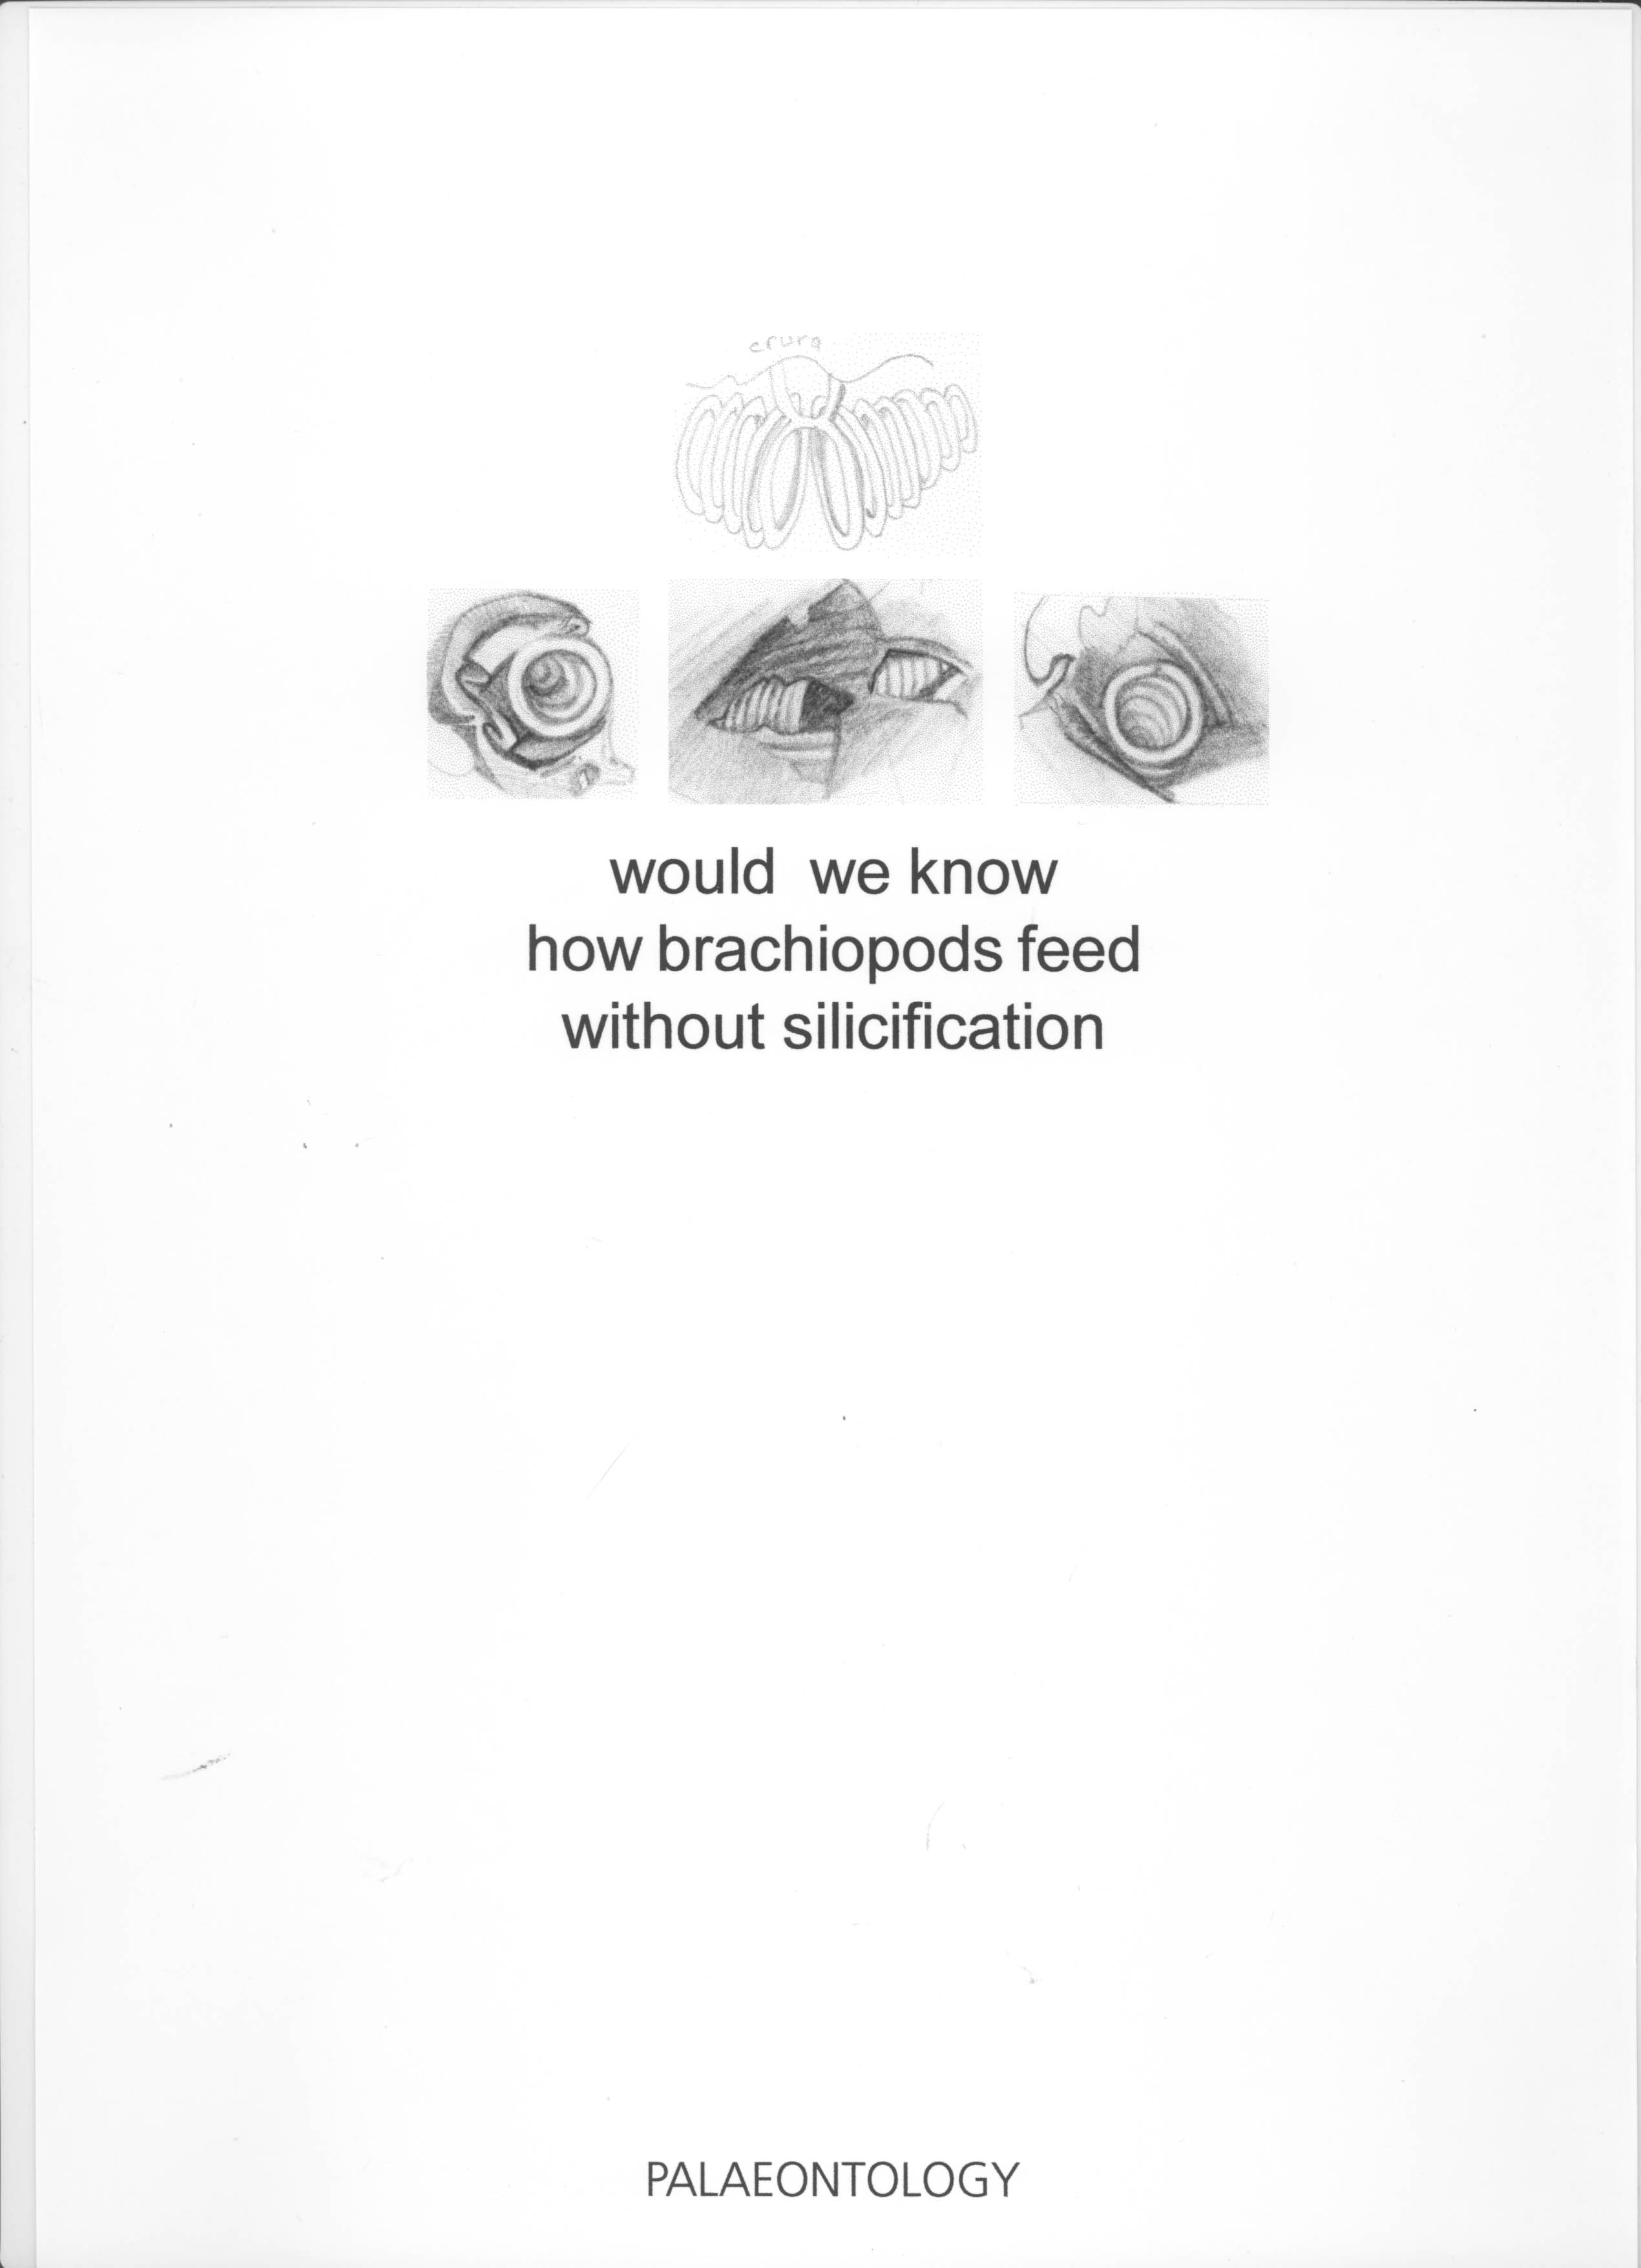 crura
would we know
how brachiopods feed
without silicification
PALAEONTOLOGY